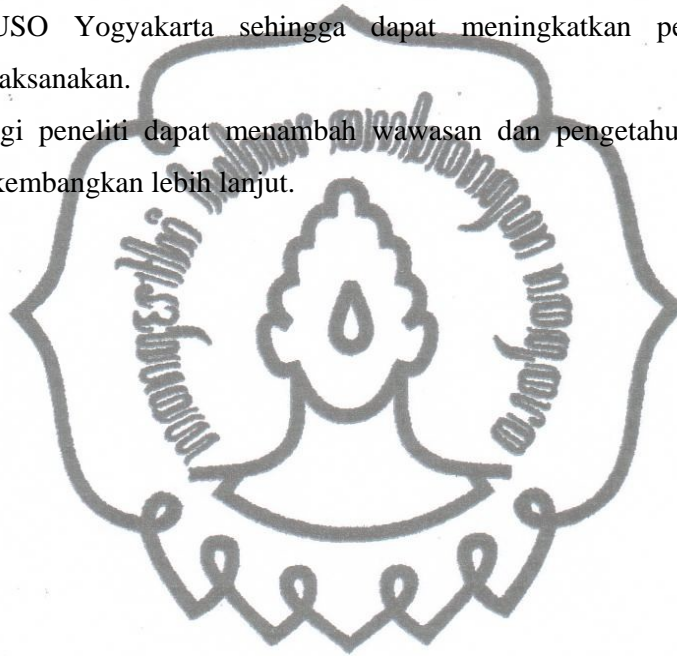 USO Yogyakarta sehingga dapat meningkatkan pe
aksanakan.
gi peneliti dapat menambah wawasan dan pengetahu
kembangkan lebih lanjut.